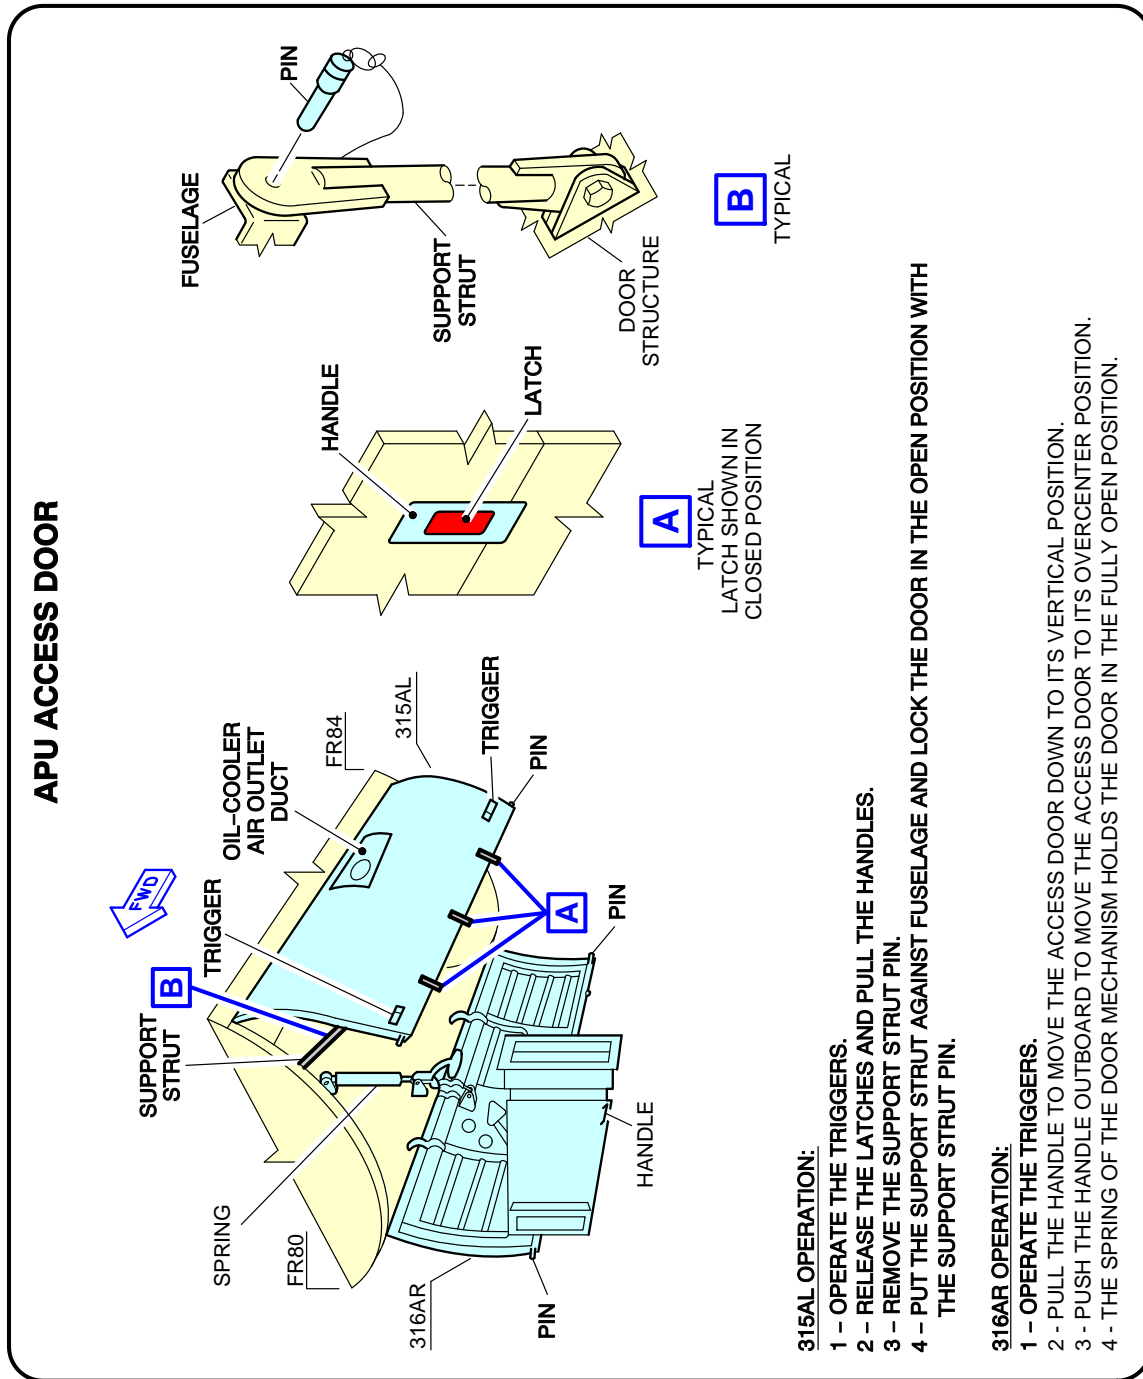 APU ACCESS DOOR
FWD
B
SUPPORT
STRUT
TRIGGER
OIL–COOLER
AIR OUTLET
DUCT
FR84
315AL
SPRING
FR80
316AR
TRIGGER
PIN
A
PIN
HANDLE
PIN
HANDLE
LATCH
A
TYPICAL
LATCH SHOWN IN
CLOSED POSITION
FUSELAGE
PIN
SUPPORT
STRUT
DOOR
STRUCTURE
B
TYPICAL
315AL OPERATION:
1 – OPERATE THE TRIGGERS.
2 – RELEASE THE LATCHES AND PULL THE HANDLES.
3 – REMOVE THE SUPPORT STRUT PIN.
4 – PUT THE SUPPORT STRUT AGAINST FUSELAGE AND LOCK THE DOOR IN THE OPEN POSITION WITH
THE SUPPORT STRUT PIN.
316AR OPERATION:
1 – OPERATE THE TRIGGERS.
2 - PULL THE HANDLE TO MOVE THE ACCESS DOOR DOWN TO ITS VERTICAL POSITION.
3 - PUSH THE HANDLE OUTBOARD TO MOVE THE ACCESS DOOR TO ITS OVERCENTER POSITION.
4 - THE SPRING OF THE DOOR MECHANISM HOLDS THE DOOR IN THE FULLY OPEN POSITION.